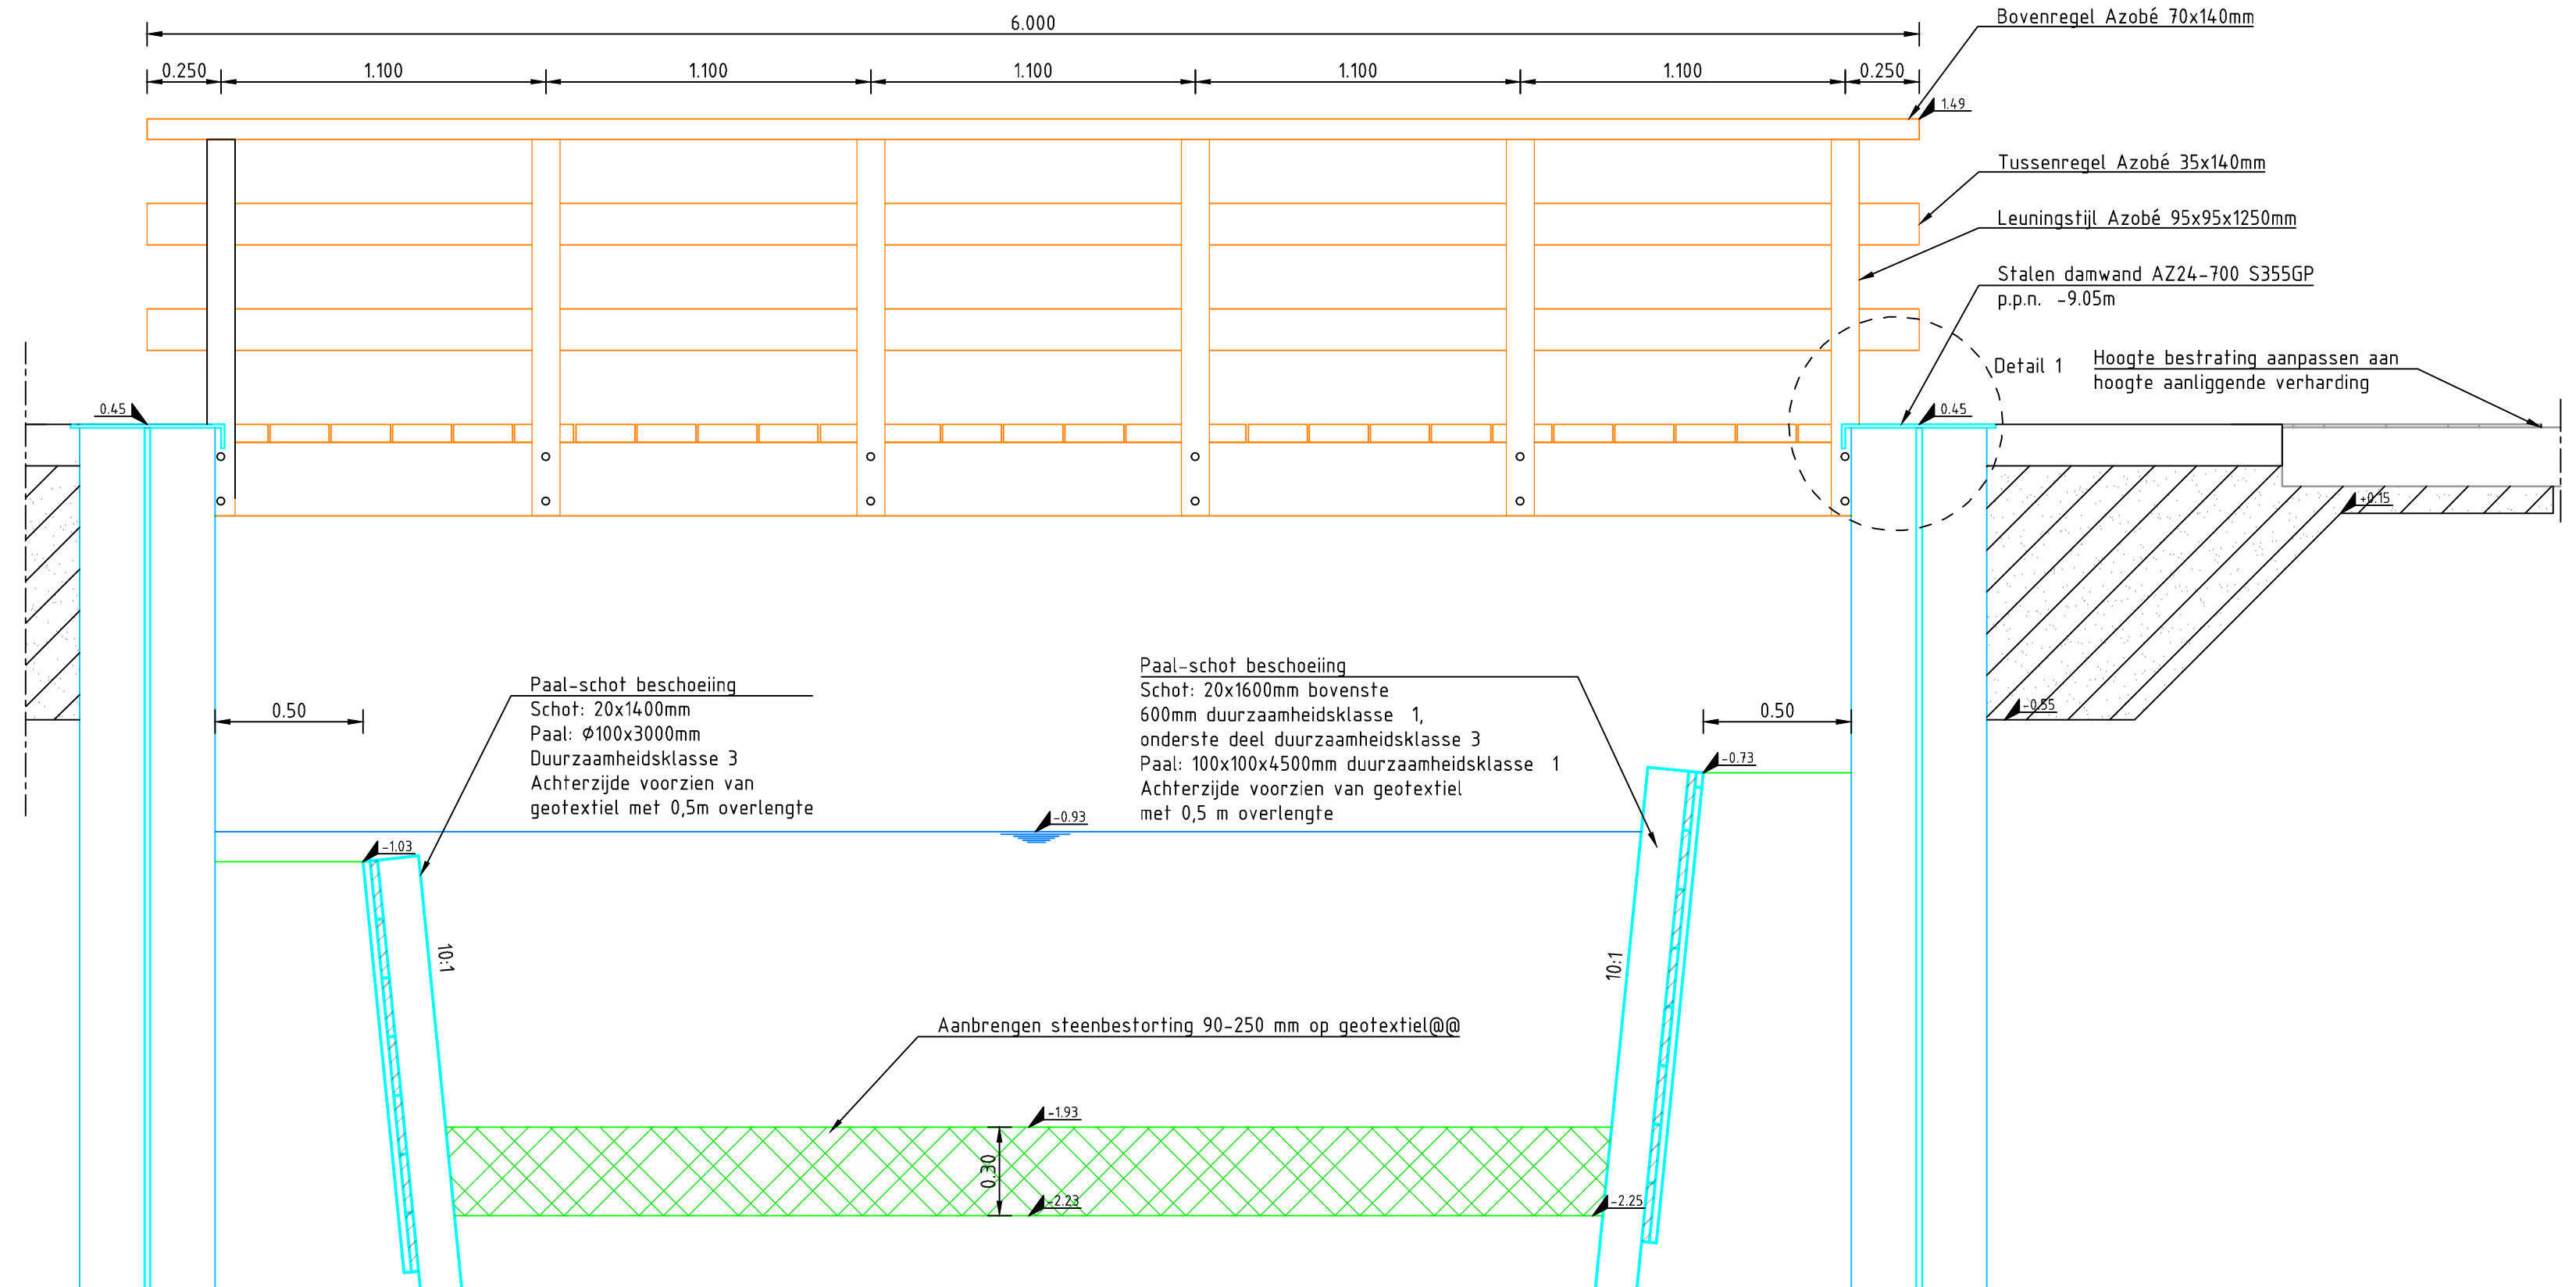 6.000
0.250
1.100
1.100
1.100
1.100
1.100
0.250
Bovenregel Azobé 70x140mm
1.49
Tussenregel Azobé 35x140mm
Leuningstijl Azobé 95x95x1250mm
Stalen damwand AZ24-700 S355GP
p.p.n. -9.05m
Detail 1
Hoogte bestrating aanpassen aan
hoogte aanliggende verharding
0.45
0.45
+0.15
-0.55
0.50
Paal-schot beschoeiing
Schot: 20x1400mm
Paal: Ø100x3000mm
Duurzaamheidsklasse 3
Achterzijde voorzien van
geotextiel met 0,5m overlengte
Paal-schot beschoeiing
Schot: 20x1600mm bovenste
600mm duurzaamheidsklasse 1,
onderste deel duurzaamheidsklasse 3
Paal: 100x100x4500mm duurzaamheidsklasse 1
Achterzijde voorzien van geotextiel
met 0,5 m overlengte
0.50
-0.73
-0.93
-1.03
10:1
10:1
Aanbrengen steenbestorting 90-250 mm op geotextiel@@
-1.93
0.30
-2.23
-2.25